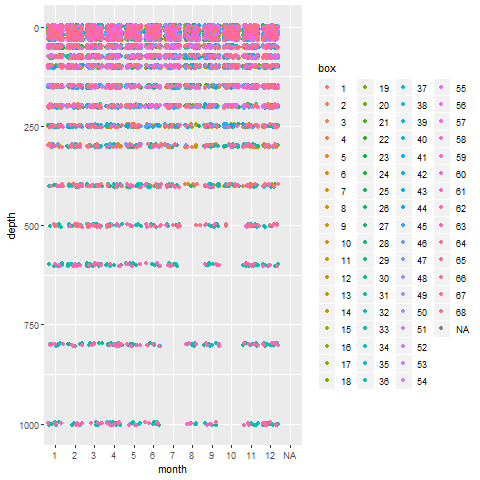 0
250
500
750
1000
depth
1 2 3 4 5 6 7 8 9 10 11 12 NA
month
box
1 19 37 55
2 20 38 56
3 21 39 57
4 22 40 58
5 23 41 59
6 24 42 60
7 25 43 61
8 26 44 62
9 27 45 63
10 28 46 64
11 29 47 65
12 30 48 66
13 31 49 67
14 32 50 68
15 33 51 NA
16 34 52
17 35 53
18 36 54